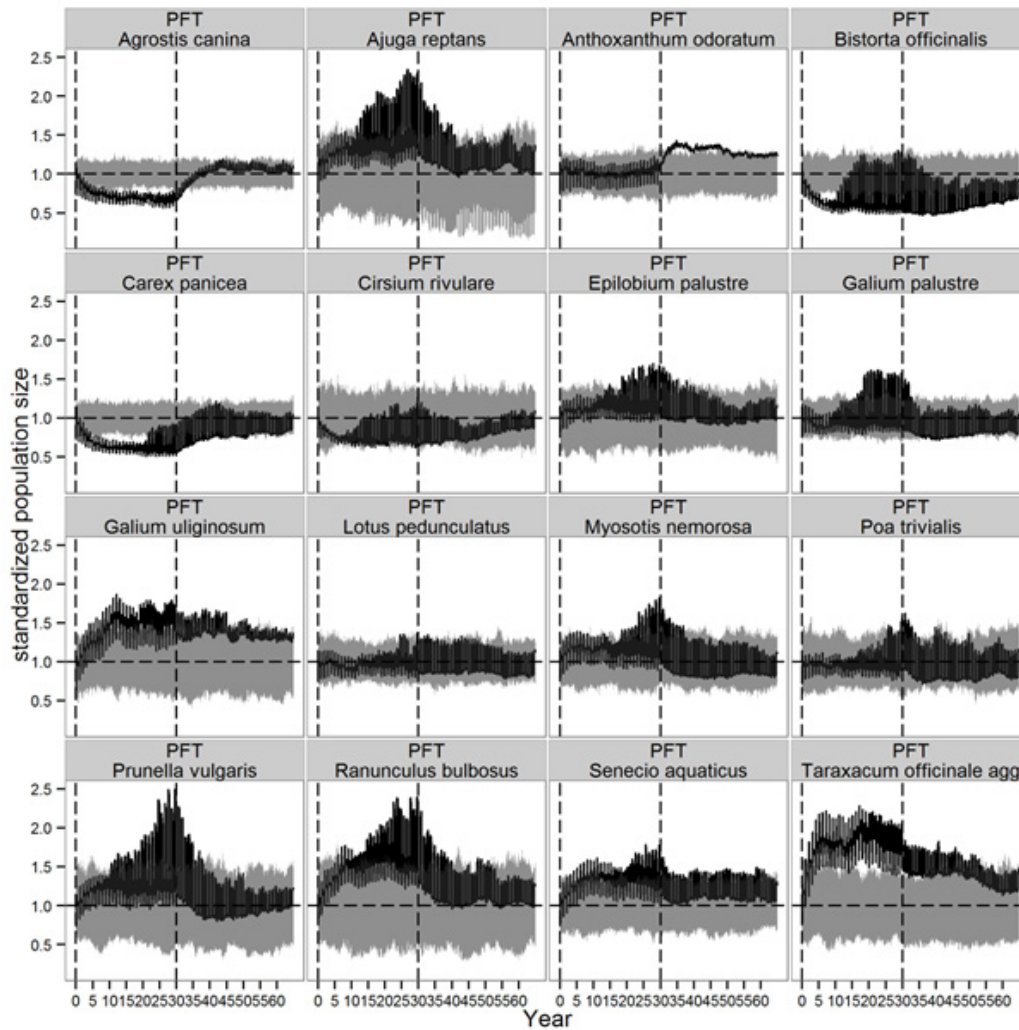 PFT PFT PFT PFT
Agrostis canina Ajuga reptans Anthoxanthum odoratum Bistorta officinalis
2.5
2.0
1.5
1.0
0.5
PFT PFT PFT PFT
Carex panicea Cirsium rivulare Epilobium palustre Galium palustre
2.5
2.0
1.5
1.0
0.5
PFT PFT PFT PFT
Galium uliginosum Lotus pedunculatus Myosotis nemorosa Poa trivialis
2.5
2.0
1.5
1.0
0.5
PFT PFT PFT PFT
Prunella vulgaris Ranunculus bulbosus Senecio aquaticus Taraxacum officinale agg
2.5
2.0
1.5
1.0
0.5
standardized population size
0 5 1015202530354045505560 0 5 1015202530354045505560 0 5 1015202530354045505560 0 5 1015202530354045505560
Year